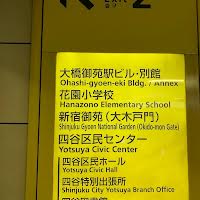 Exit 2
大橋御苑駅ビル・別館
Ohashi-gyoen-eki Bldg. / Annex
花園小学校
Hanazono Elementary School
新宿御苑（大木戸門）
Shinjuku Gyoen National Garden (Okido-mon Gate)
四谷区民センター
Yotsuya Civic Center
四谷区民ホール
Yotsuya Civic Hall
四谷特別出張所
Shinjuku City Yotsuya Branch Office